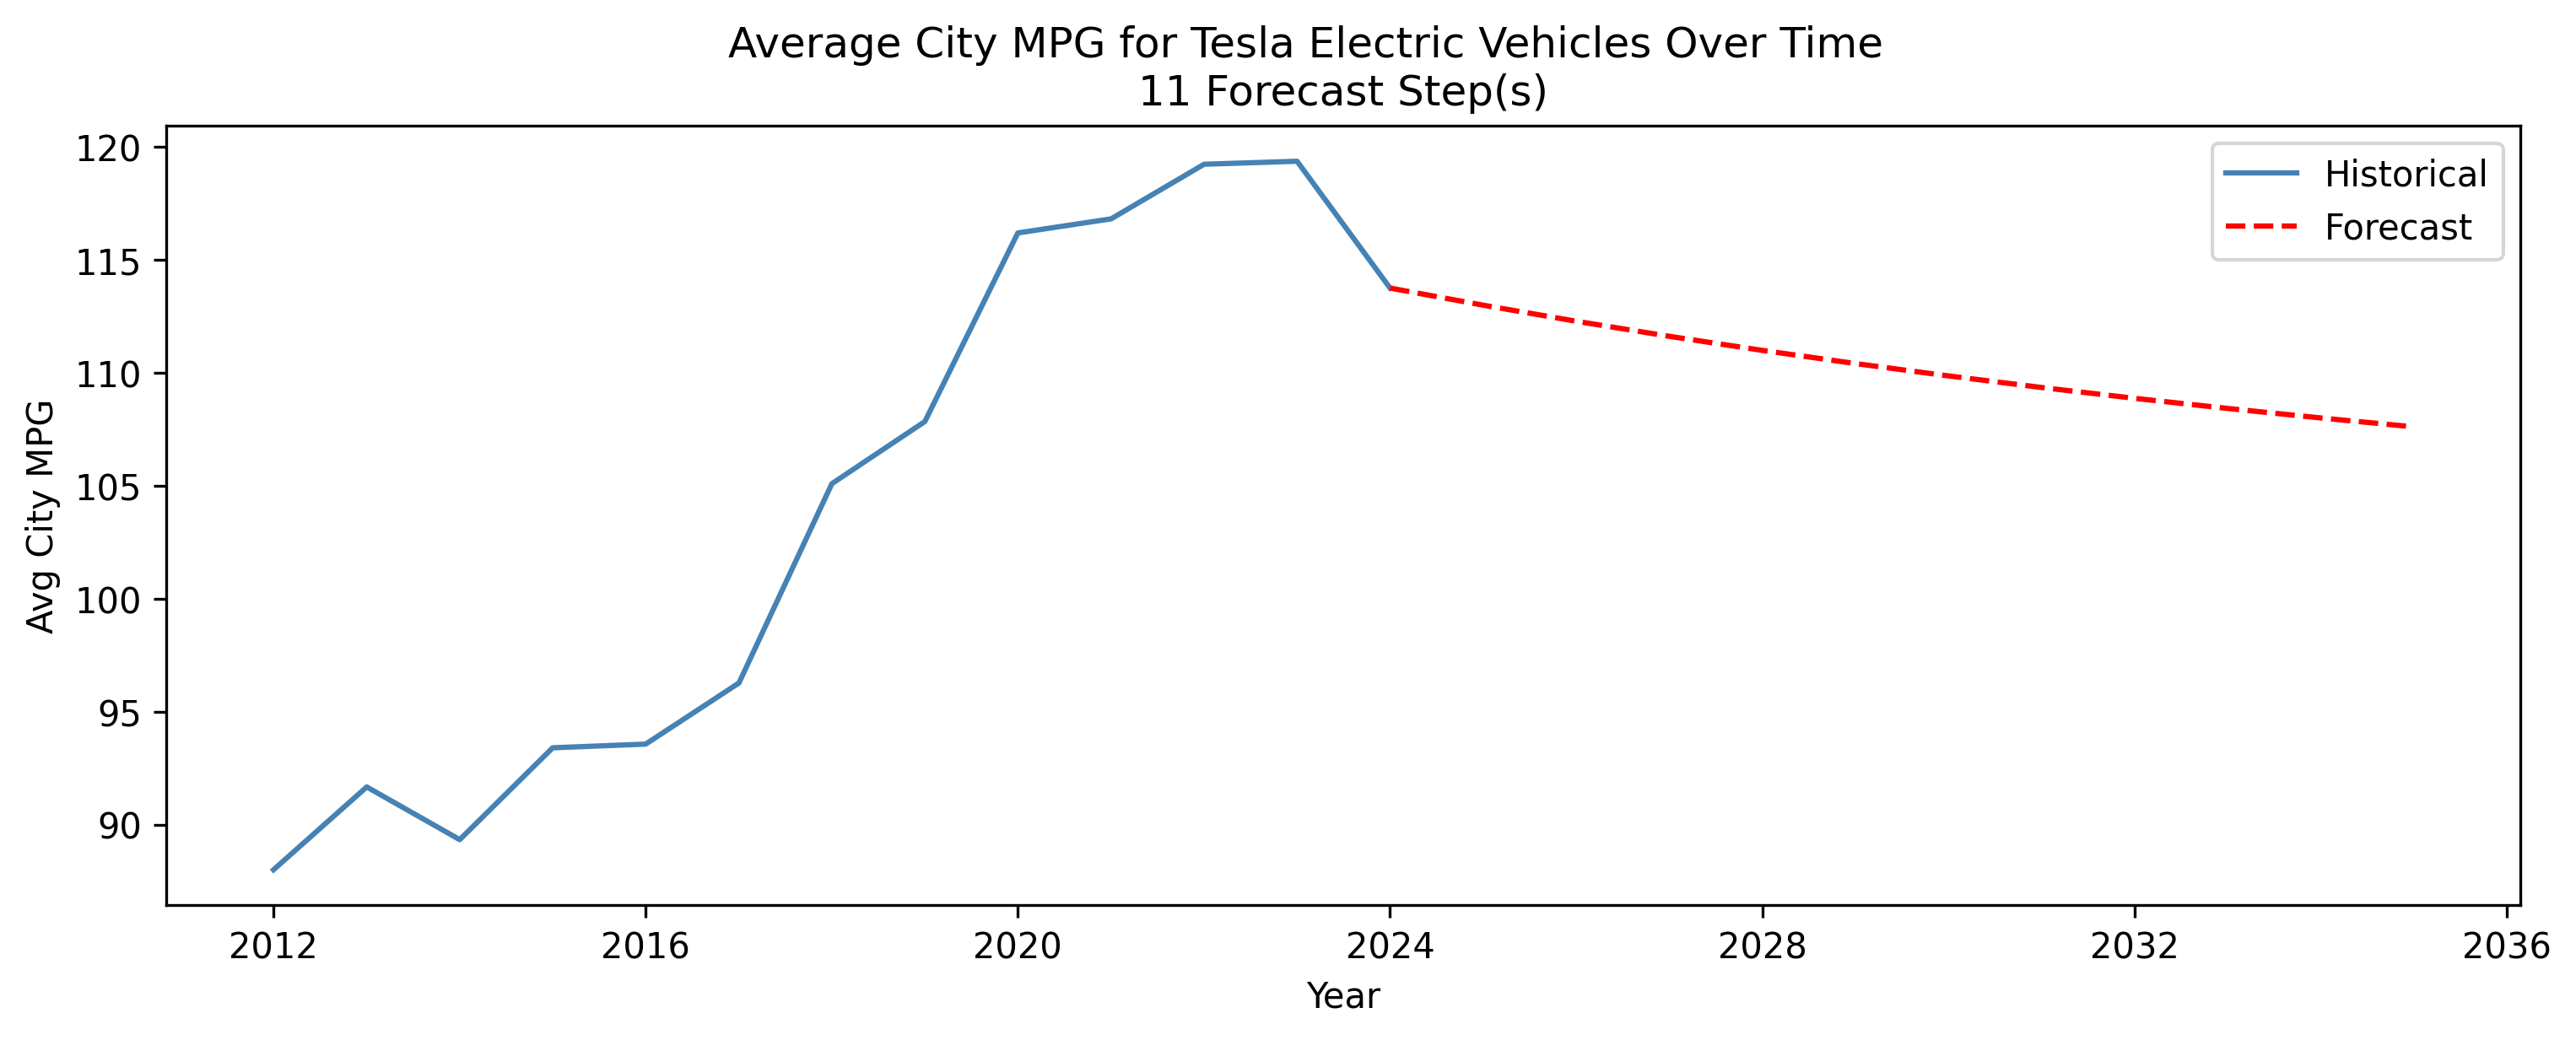 Average City MPG for Tesla Electric Vehicles Over Time
11 Forecast Step(s)
Historical
Forecast
Avg City MPG
120
115
110
105
100
95
90
2012
2016
2020
2024
2028
2032
2036
Year